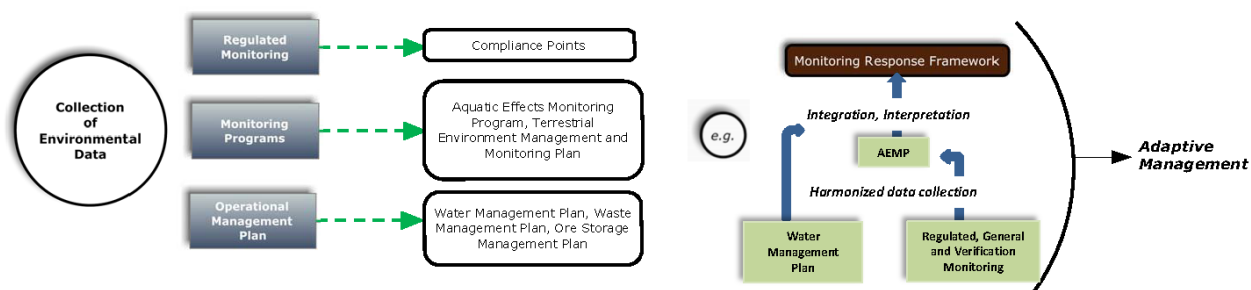 Collection
of
Environmental
Data
Regulated
Monitoring
Compliance Points
Monitoring
Programs
Aquatic Effects Monitoring
Program, Terrestrial
Environment Management and
Monitoring Plan
Operational
Management
Plan
Water Management Plan, Waste
Management Plan, Ore Storage
Management Plan
e.g.
Monitoring Response Framework
Integration, Interpretation
AEMP
Harmonized data collection
Water
Management
Plan
Regulated, General
and Verification
Monitoring
Adaptive
Management